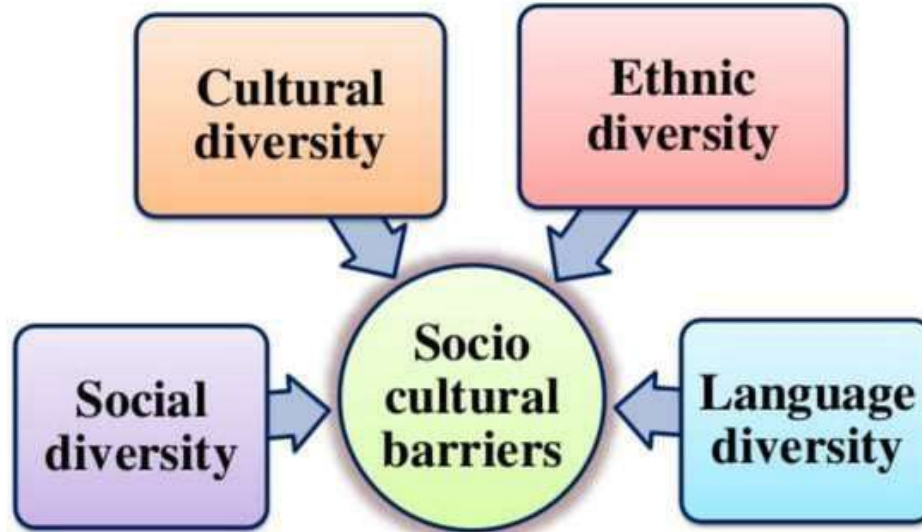 Cultural
diversity
Ethnic
diversity
Social
diversity
Socio
cultural
barriers
Language
diversity